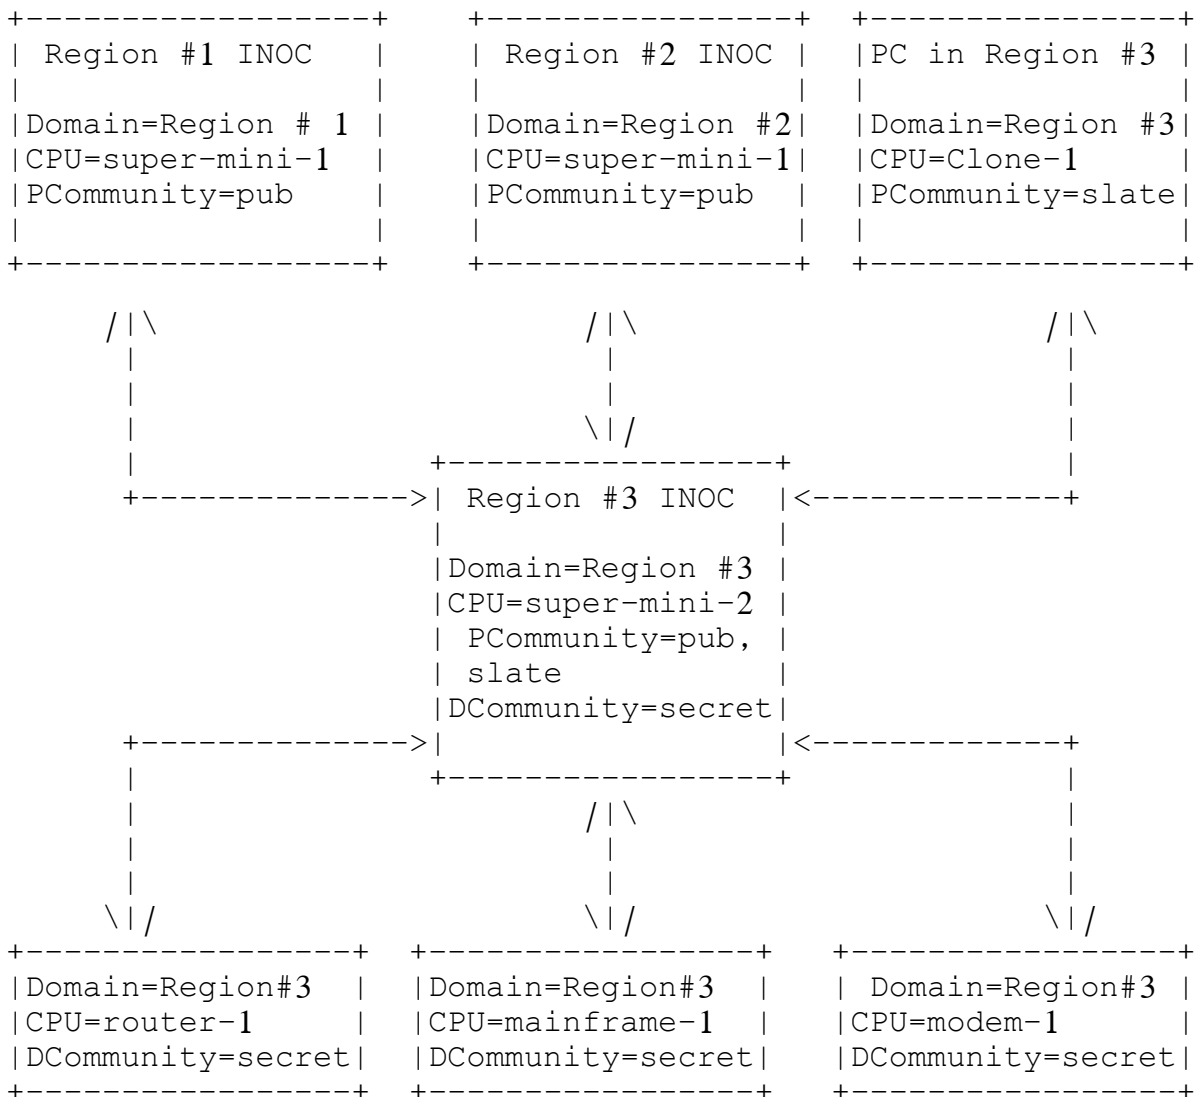 Region #1 INOC
Domain=Region # 1
CPU=super-mini-1
PCommunity=pub
Region #2 INOC
Domain=Region #2
CPU=super-mini-1
PCommunity=pub
PC in Region #3
Domain=Region #3
CPU=Clone-1
PCommunity=slate
Region #3 INOC
Domain=Region #3
CPU=super-mini-2
PCommunity=pub,
slate
DCommunity=secret
Domain=Region#3
CPU=router-1
DCommunity=secret
Domain=Region#3
CPU=mainframe-1
DCommunity=secret
Domain=Region#3
CPU=modem-1
DCommunity=secret